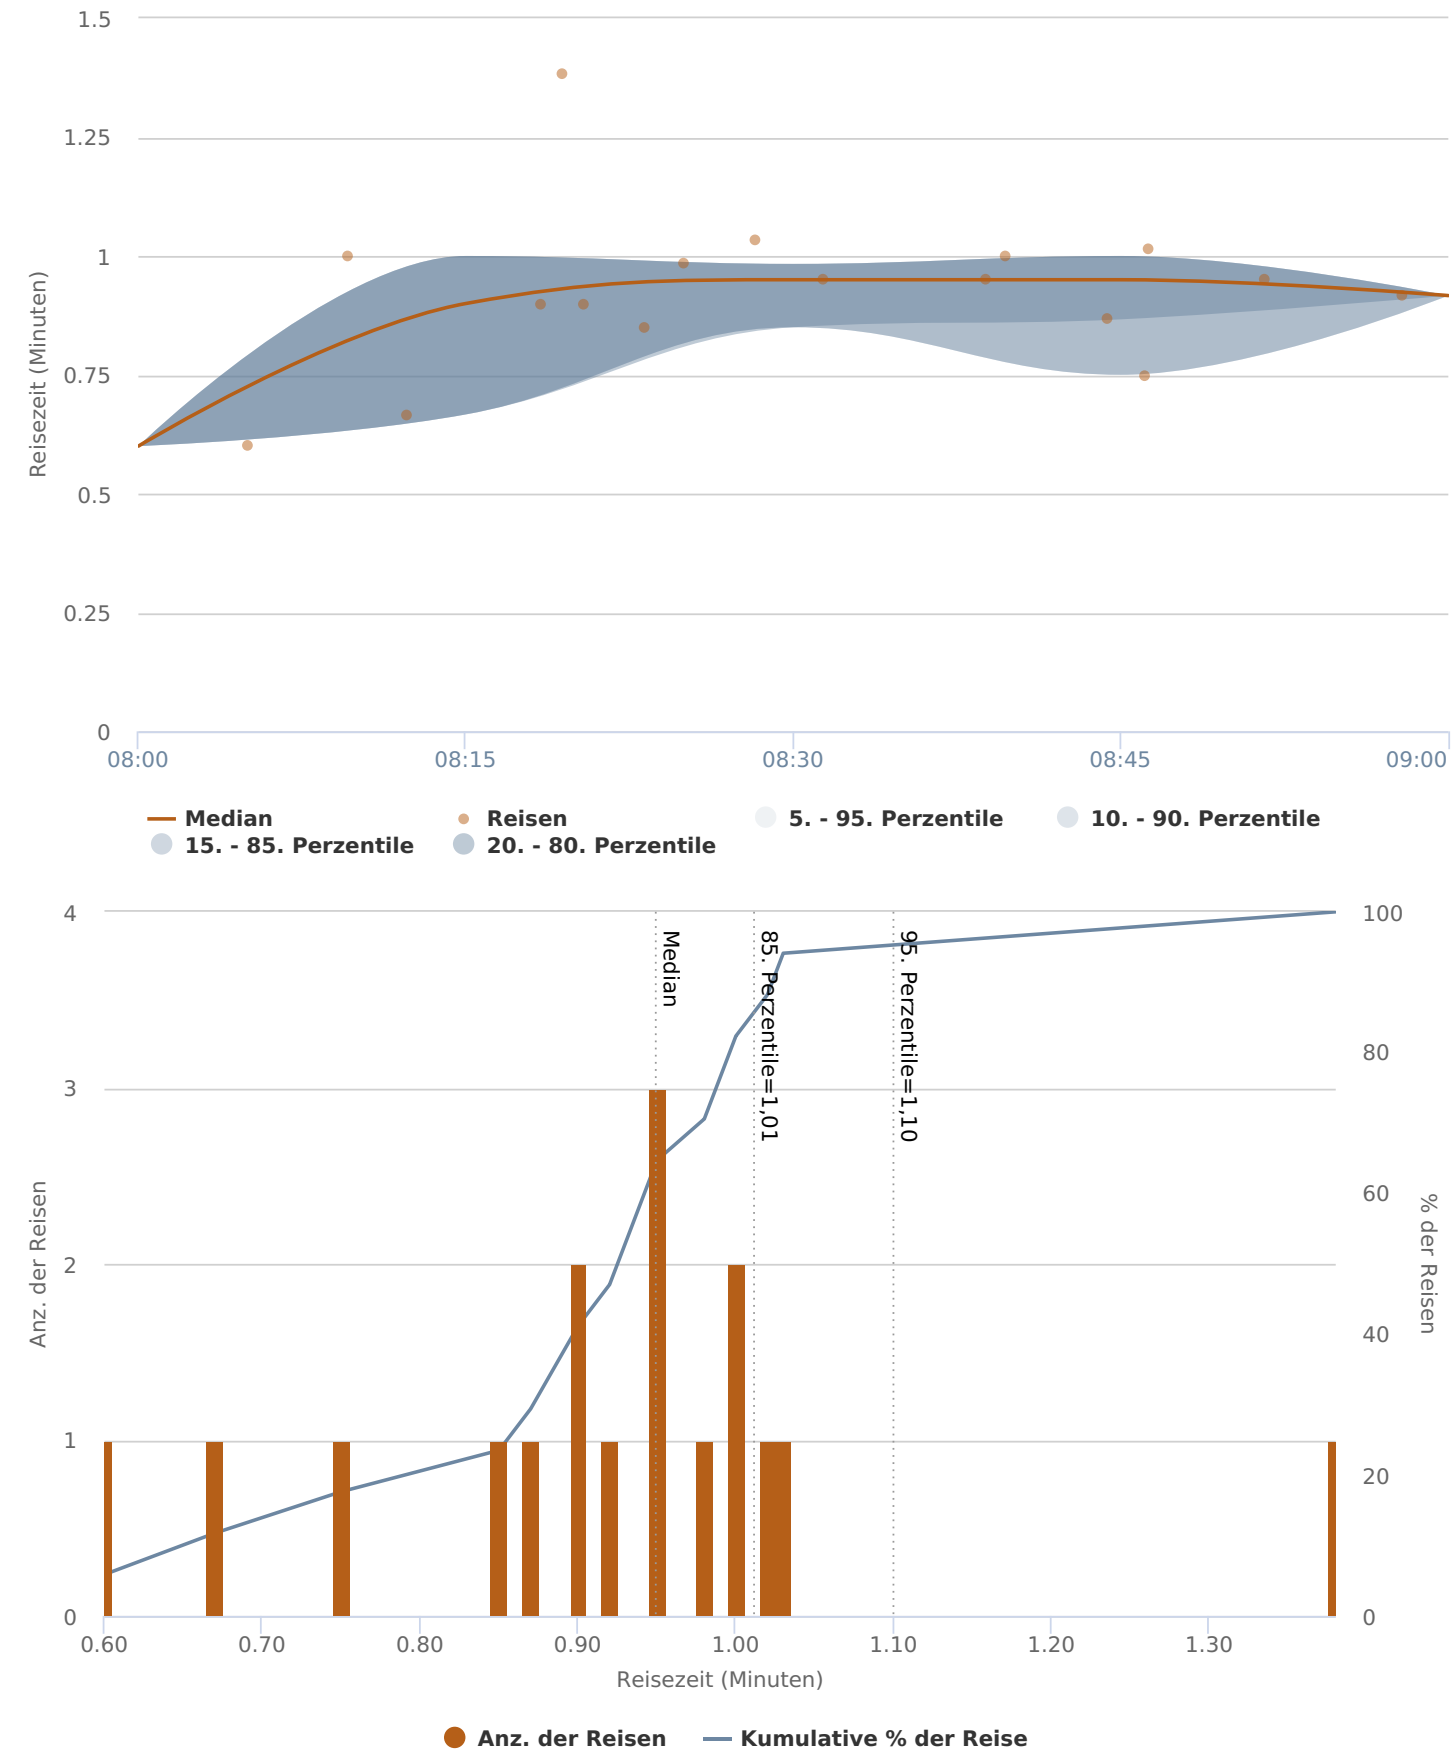 1.5
1.25
1
0.75
0.5
0.25
0
Reisezeit (Minuten)
08:00 08:15 08:30 08:45 09:00
Median Reisen 5. - 95. Perzentile 10. - 90. Perzentile
15. - 85. Perzentile 20. - 80. Perzentile
4
3
2
1
0
Anz. der Reisen
Median
85. Perzentile=1,01
95. Perzentile=1,10
100
80
60
40
20
0
% der Reisen
0.60 0.70 0.80 0.90 1.00 1.10 1.20 1.30
Reisezeit (Minuten)
Anz. der Reisen Kumulative % der Reise